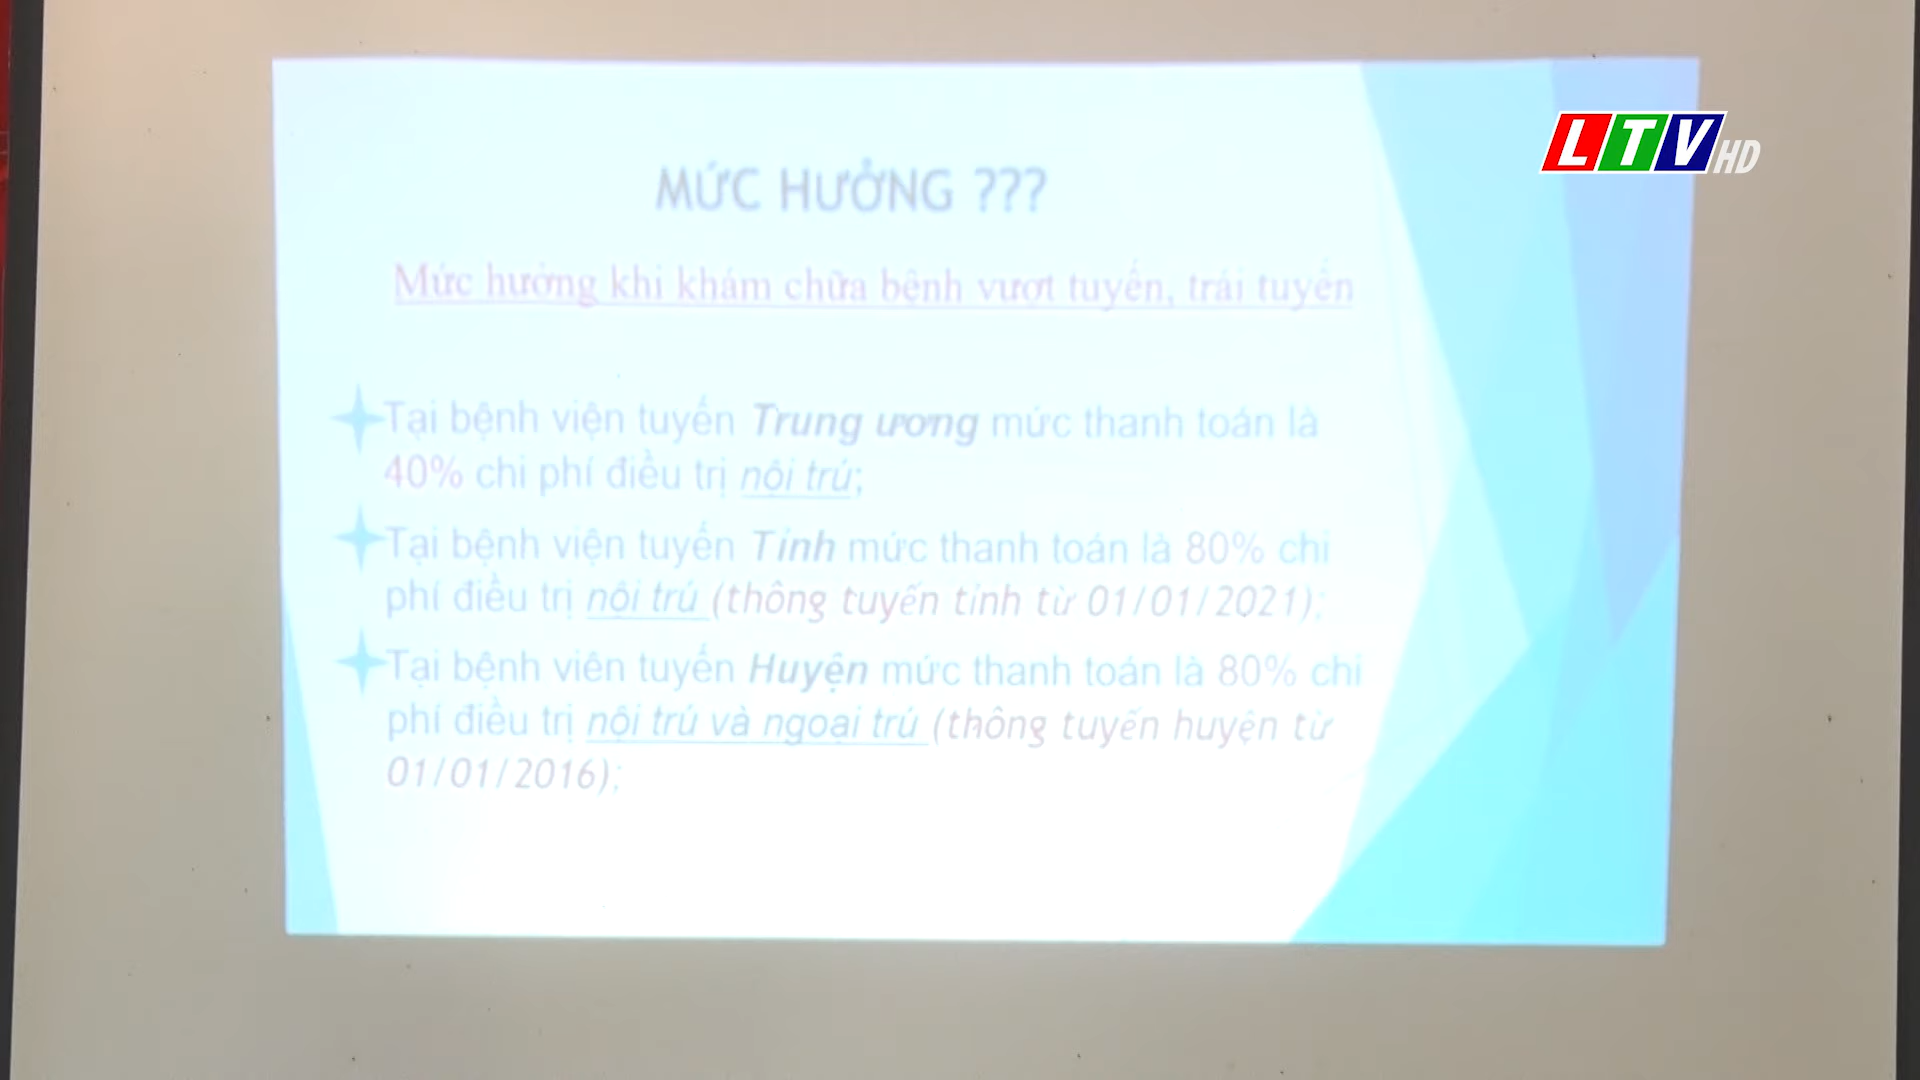 LTV HD
MỨC HƯỞNG ???
Mức hưởng khi khám chữa bệnh vượt tuyến, trái tuyến
Tại bệnh viện tuyến Trung ương mức thanh toán là
40% chi phí điều trị nội trú;
Tại bệnh viện tuyến Tỉnh mức thanh toán là 80% chi
phí điều trị nội trú (thông tuyến tỉnh từ 01/01/2021);
Tại bệnh viên tuyến Huyện mức thanh toán là 80% chi
phí điều trị nội trú và ngoại trú (thông tuyến huyện từ
01/01/2016);